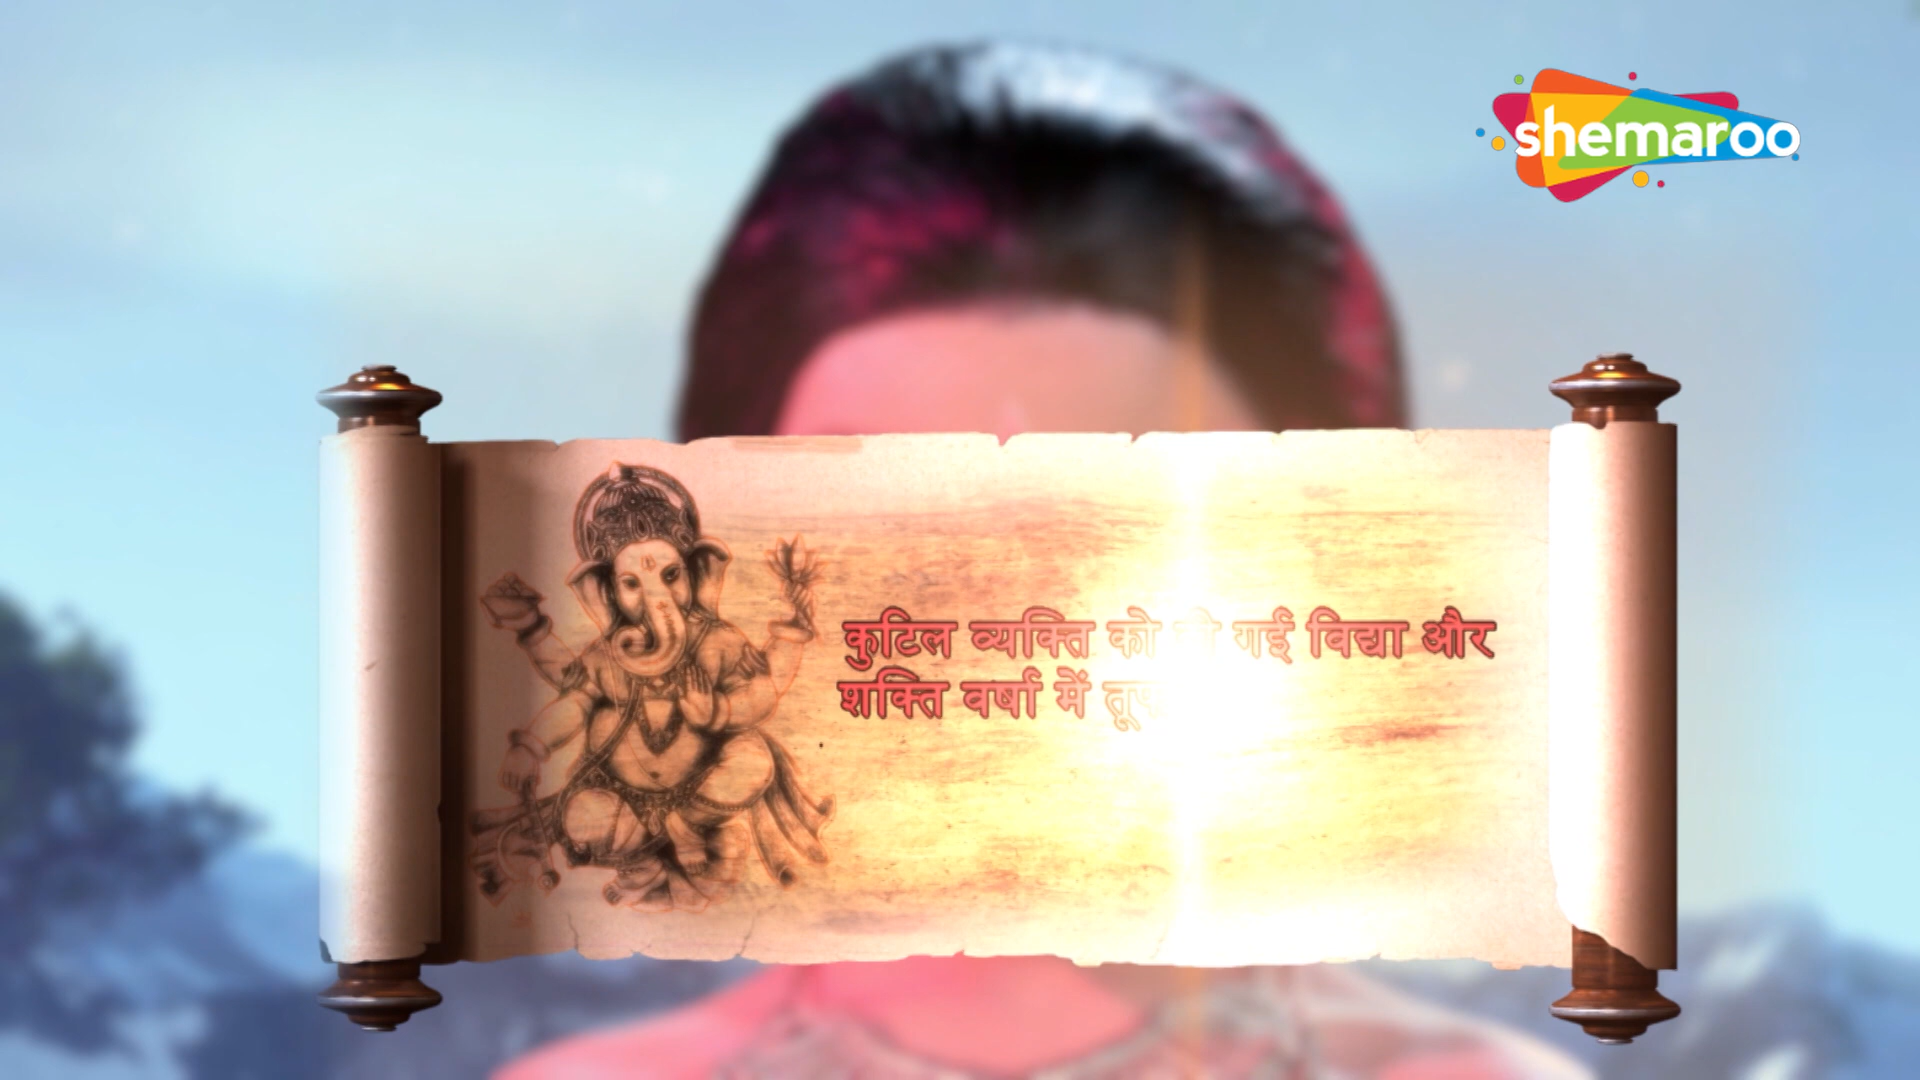 shemaroo
कुटिल व्यक्ति को गई विद्या और
शक्ति वर्षा में